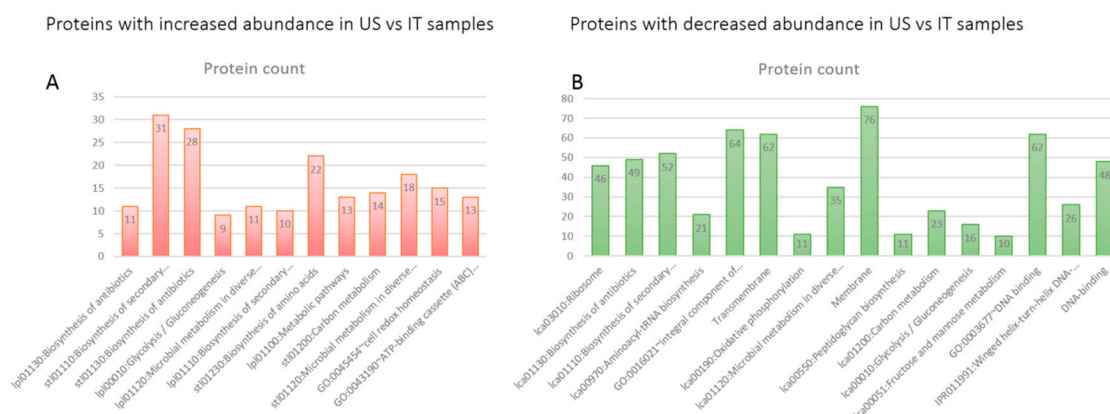 Proteins with increased abundance in US vs IT samples
A
Protein count
35
30
25
20
15
10
5
0
11
31
28
9
11
10
22
13
14
18
15
13
lpl01130:Biosynthesis of antibiotics
stl01110:Biosynthesis of secondary...
stl01130:Biosynthesis of antibiotics
lpl00010:Glycolysis / Gluconeogenesis
lpl01120:Microbial metabolism in diverse...
lpl01110:Biosynthesis of secondary...
stl01230:Biosynthesis of amino acids
lpl01100:Metabolic pathways
stl01200:Carbon metabolism
stl01120:Microbial metabolism in diverse...
GO:0045454~cell redox homeostasis
GO:0043190~ATP-binding cassette (ABC)...
Proteins with decreased abundance in US vs IT samples
B
Protein count
80
70
60
50
40
30
20
10
0
46
49
52
21
64
62
11
35
76
11
23
16
10
62
26
48
lca03010:Ribosome
lca01130:Biosynthesis of antibiotics
lca01110:Biosynthesis of secondary...
lca00970:Aminoacyl-tRNA biosynthesis
GO:0016021~integral component of...
Transmembrane
lca00190:Oxidative phosphorylation
lca01120:Microbial metabolism in diverse...
Membrane
lca00550:Peptidoglycan biosynthesis
lca01200:Carbon metabolism
lca00010:Glycolysis / Gluconeogenesis
lca00051:Fructose and mannose metabolism
GO:0003677~DNA binding
IPR011991:Winged helix-turn-helix DNA-...
DNA-binding